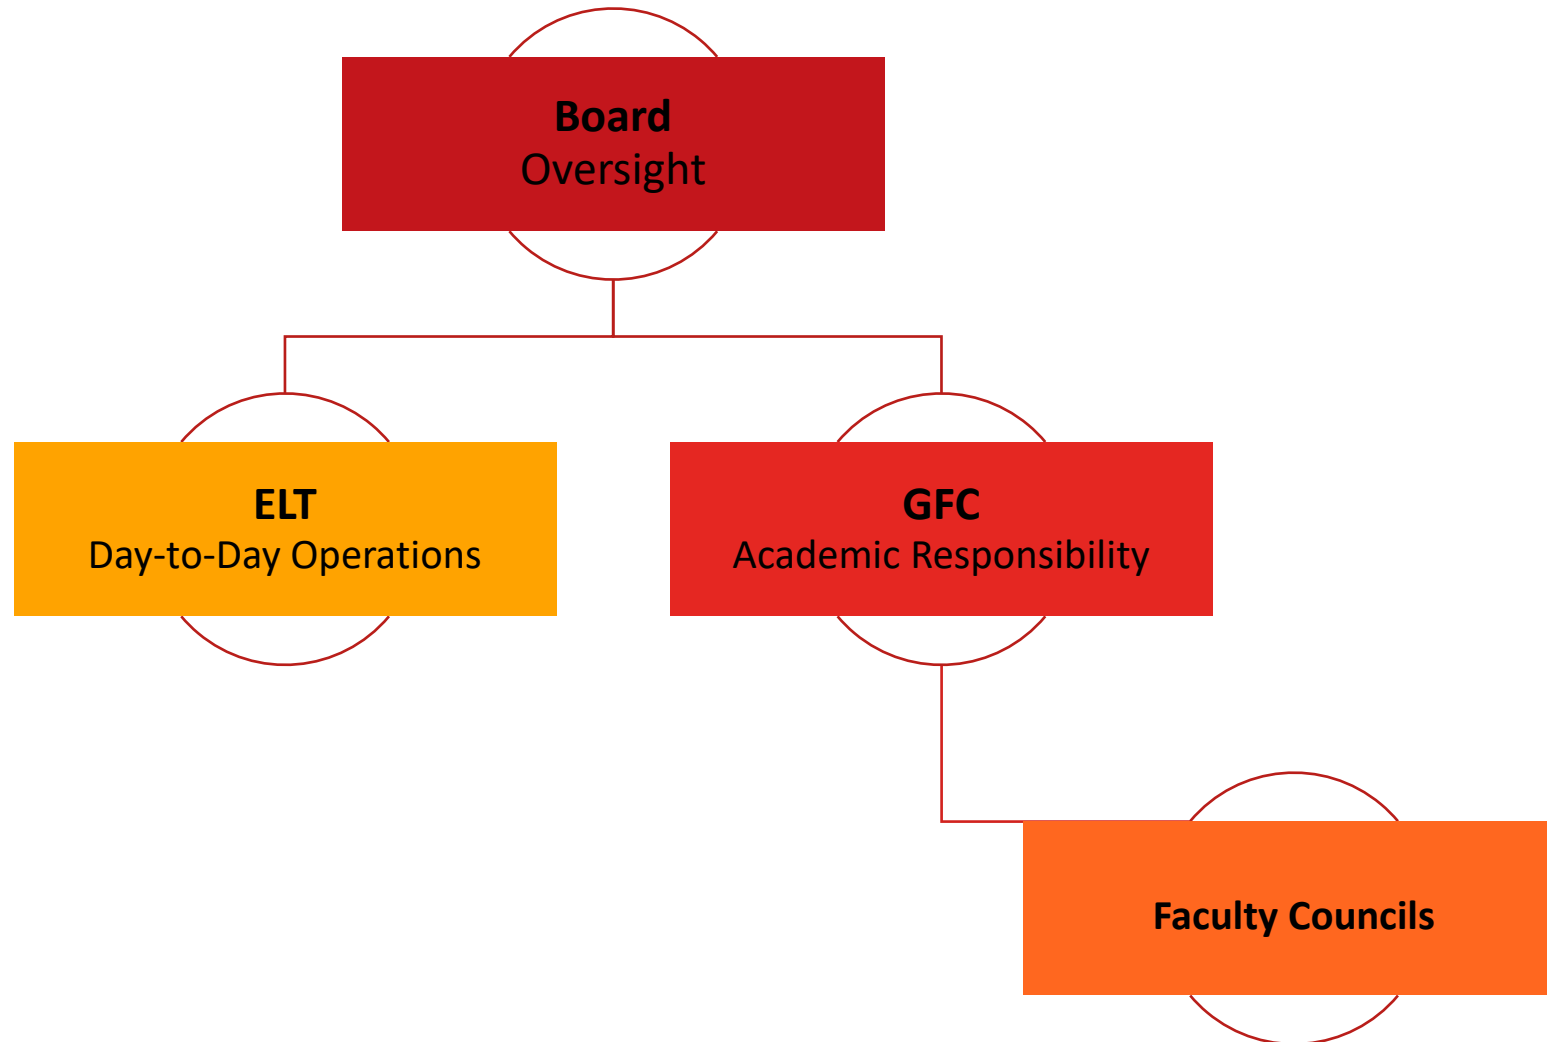 Board
Oversight
ELT
Day-to-Day Operations
GFC
Academic Responsibility
Faculty Councils